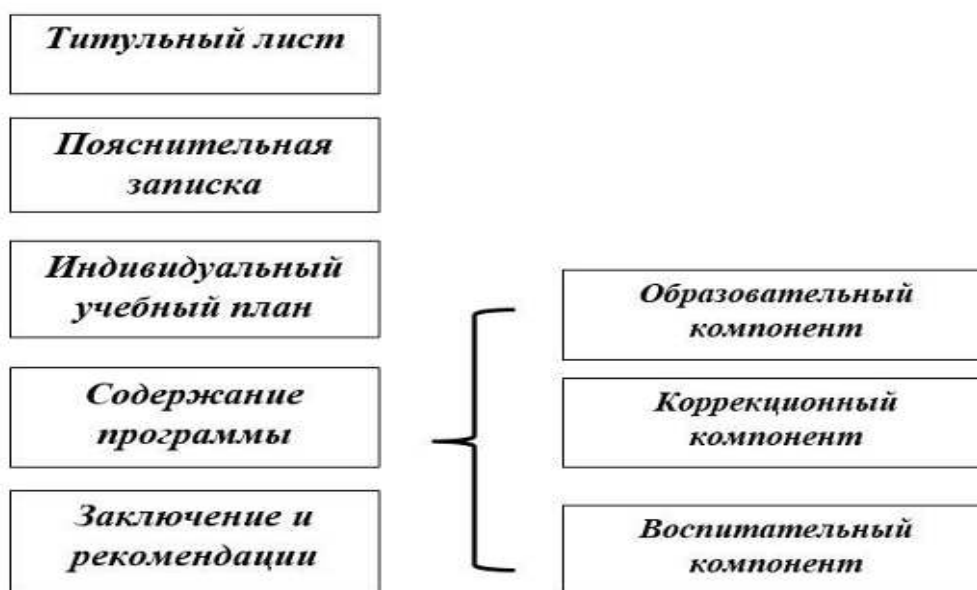 Титульный лист
Пояснительная
записка
Индивидуальный
учебный план
Содержание
программы
Заключение и
рекомендации
Образовательный
компонент
Коррекционный
компонент
Воспитательный
компонент